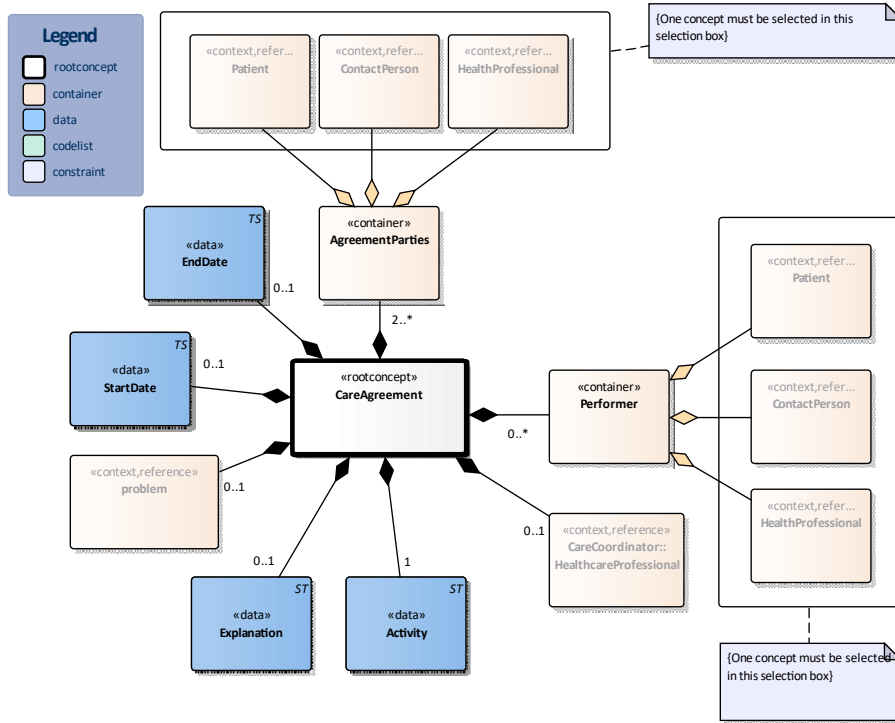 Legend
rootconcept
container
data
codelist
constraint
«context,refer...
Patient
«context,refer...
ContactPerson
«context,refer...
HealthProfessional
{One concept must be selected in this
selection box}
TS
«data»
EndDate
0..1
«container»
AgreementParties
2..*
TS
«data»
StartDate
0..1
«rootconcept»
CareAgreement
«container»
Performer
0..*
«context,refer...
Patient
«context,refer...
ContactPerson
«context,refer...
HealthProfessional
«context,reference»
problem
0..1
0..1
1
0..1
«context,reference»
CareCoordinator::
HealthcareProfessional
ST
«data»
Explanation
ST
«data»
Activity
{One concept must be selected
in this selection box}